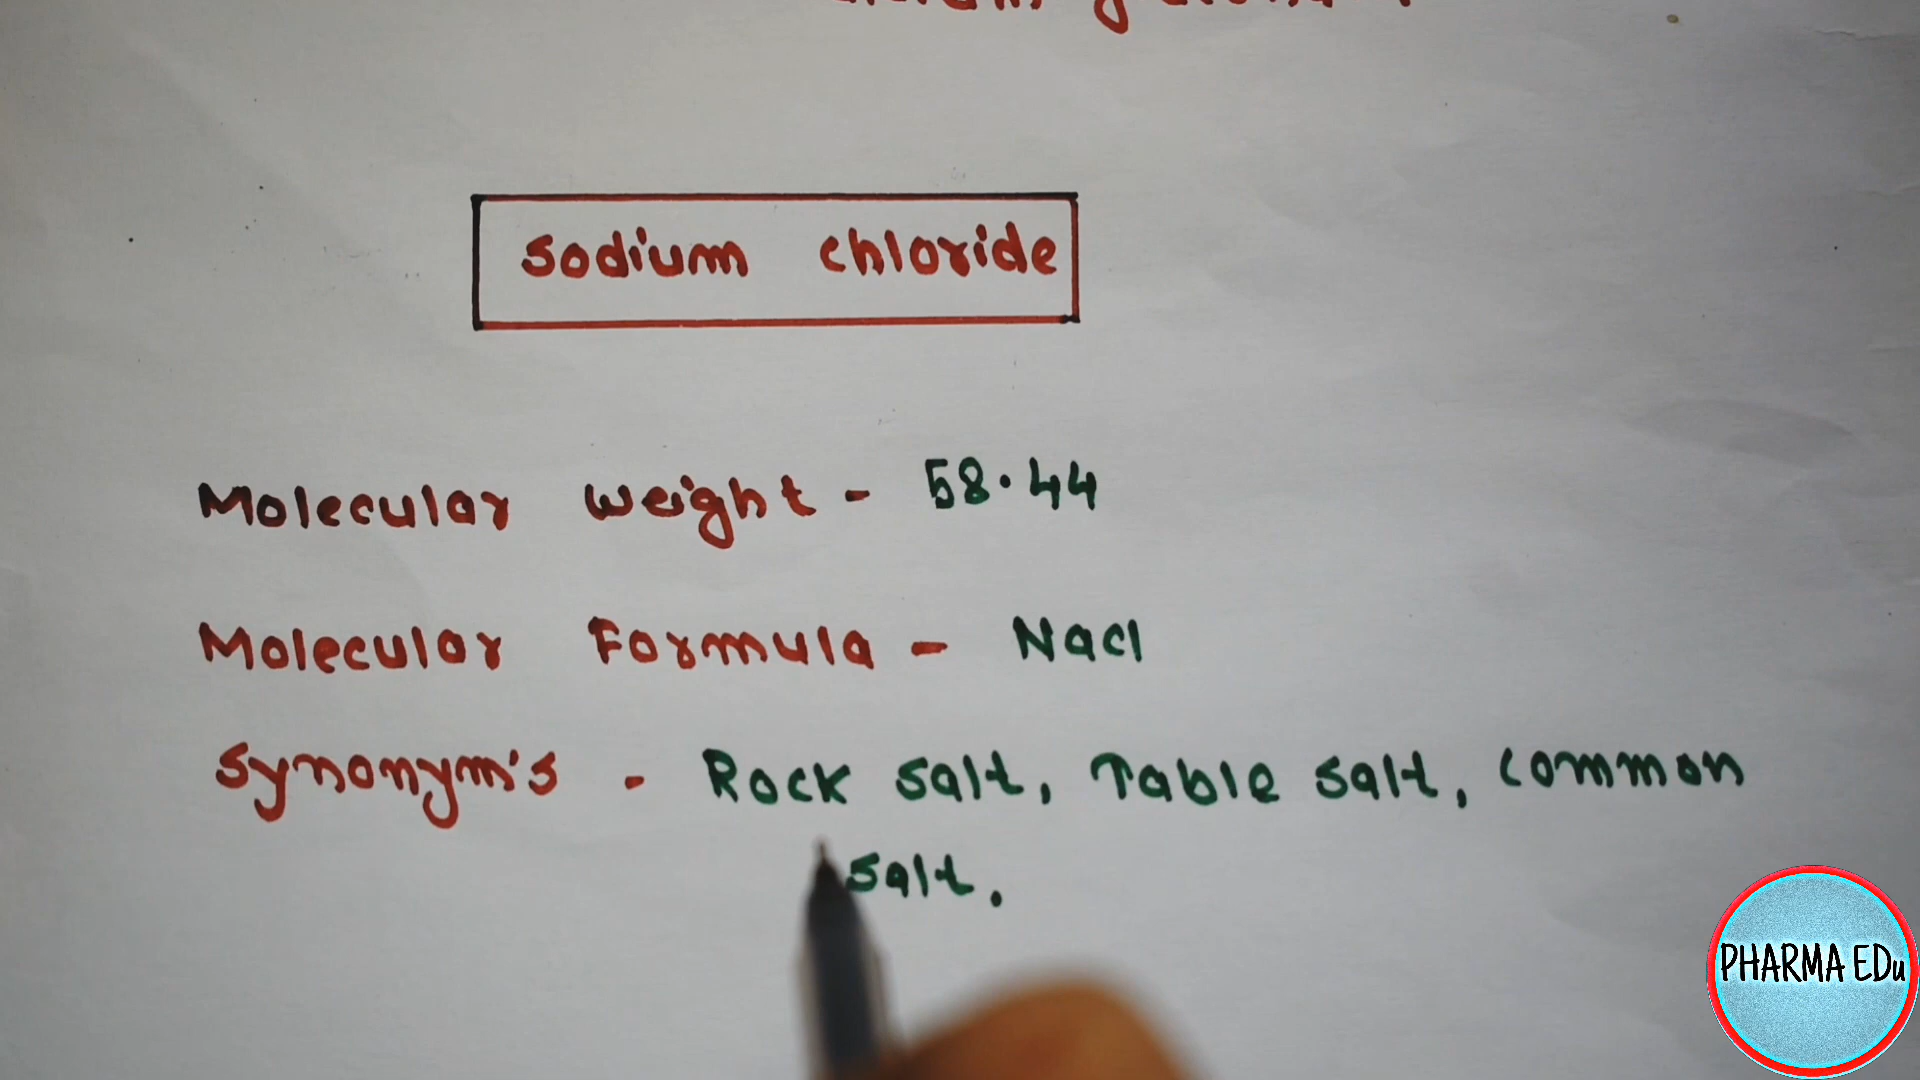 Sodium chloride
Molecular weight - 58.44
Molecular Formula - Nacl
Synonym's - Rock salt, Table salt, common
salt.
PHARMA EDu